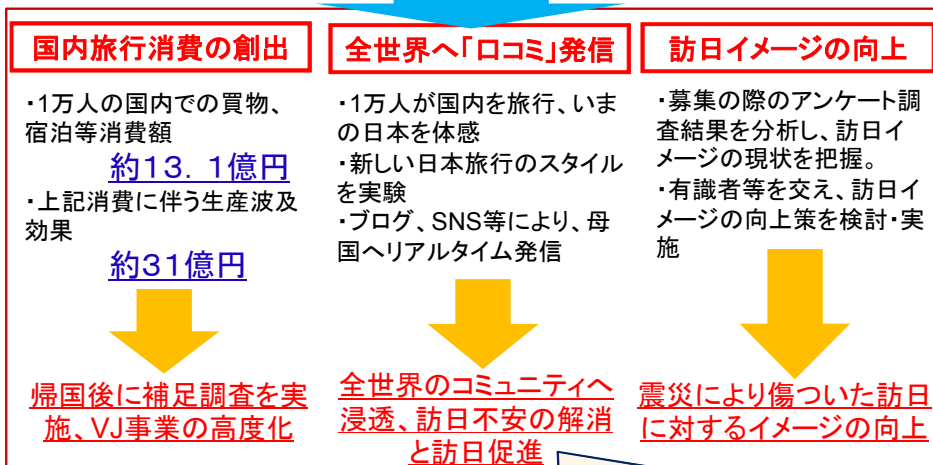 国内旅行消費の創出
・1万人の国内での買物、
宿泊等消費額
約13．1億円
・上記消費に伴う生産波及
効果
約31億円
帰国後に補足調査を実
施、VJ事業の高度化
全世界へ「口コミ」発信
・1万人が国内を旅行、いま
の日本を体感
・新しい日本旅行のスタイル
を実験
・ブログ、SNS等により、母
国へリアルタイム発信
全世界のコミュニティへ
浸透、訪日不安の解消
と訪日促進
訪日イメージの向上
・募集の際のアンケート調
査結果を分析し、訪日イ
メージの現状を把握。
・有識者等を交え、訪日イ
メージの向上策を検討・実
施
震災により傷ついた訪日
に対するイメージの向上